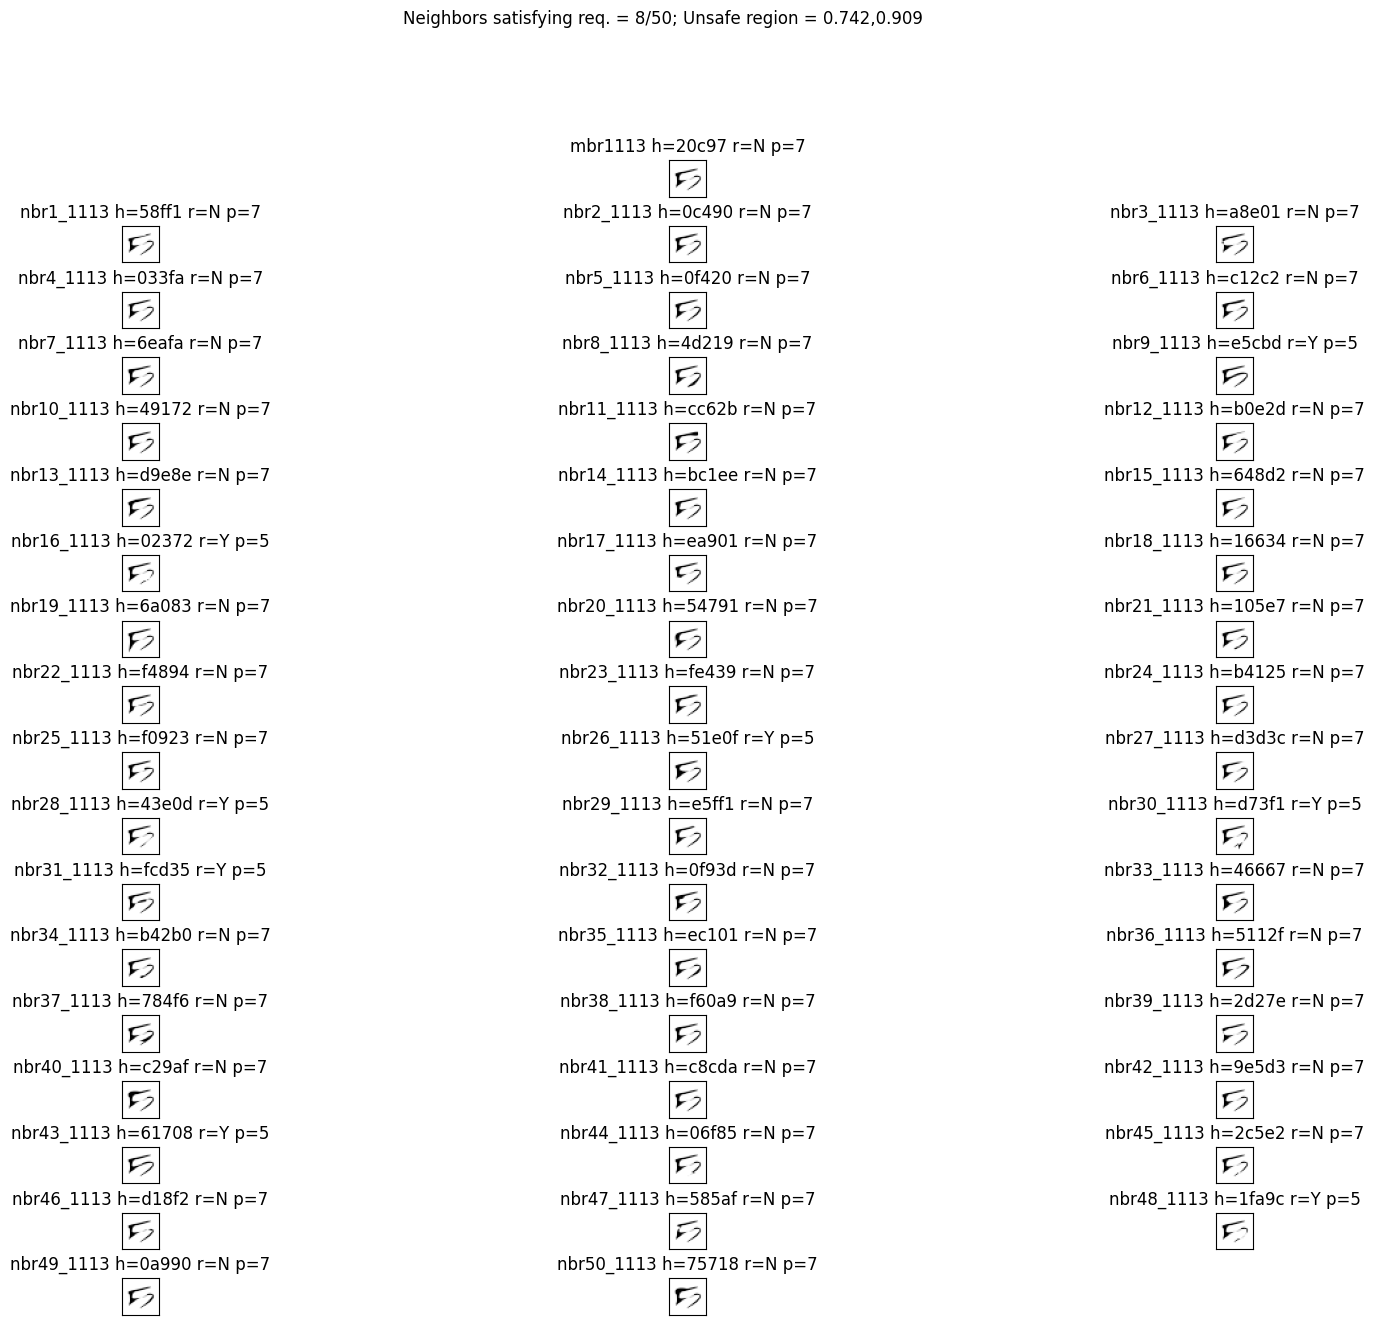 Neighbors satisfying req. = 8/50; Unsafe region = 0.742,0.909
mbr1113 h=20c97 r=N p=7
nbr1_1113 h=58ff1 r=N p=7 nbr2_1113 h=0c490 r=N p=7 nbr3_1113 h=a8e01 r=N p=7
nbr4_1113 h=033fa r=N p=7 nbr5_1113 h=0f420 r=N p=7 nbr6_1113 h=c12c2 r=N p=7
nbr7_1113 h=6eafa r=N p=7 nbr8_1113 h=4d219 r=N p=7 nbr9_1113 h=e5cbd r=Y p=5
nbr10_1113 h=49172 r=N p=7 nbr11_1113 h=cc62b r=N p=7 nbr12_1113 h=b0e2d r=N p=7
nbr13_1113 h=d9e8e r=N p=7 nbr14_1113 h=bc1ee r=N p=7 nbr15_1113 h=648d2 r=N p=7
nbr16_1113 h=02372 r=Y p=5 nbr17_1113 h=ea901 r=N p=7 nbr18_1113 h=16634 r=N p=7
nbr19_1113 h=6a083 r=N p=7 nbr20_1113 h=54791 r=N p=7 nbr21_1113 h=105e7 r=N p=7
nbr22_1113 h=f4894 r=N p=7 nbr23_1113 h=fe439 r=N p=7 nbr24_1113 h=b4125 r=N p=7
nbr25_1113 h=f0923 r=N p=7 nbr26_1113 h=51e0f r=Y p=5 nbr27_1113 h=d3d3c r=N p=7
nbr28_1113 h=43e0d r=Y p=5 nbr29_1113 h=e5ff1 r=N p=7 nbr30_1113 h=d73f1 r=Y p=5
nbr31_1113 h=fcd35 r=Y p=5 nbr32_1113 h=0f93d r=N p=7 nbr33_1113 h=46667 r=N p=7
nbr34_1113 h=b42b0 r=N p=7 nbr35_1113 h=ec101 r=N p=7 nbr36_1113 h=5112f r=N p=7
nbr37_1113 h=784f6 r=N p=7 nbr38_1113 h=f60a9 r=N p=7 nbr39_1113 h=2d27e r=N p=7
nbr40_1113 h=c29af r=N p=7 nbr41_1113 h=c8cda r=N p=7 nbr42_1113 h=9e5d3 r=N p=7
nbr43_1113 h=61708 r=Y p=5 nbr44_1113 h=06f85 r=N p=7 nbr45_1113 h=2c5e2 r=N p=7
nbr46_1113 h=d18f2 r=N p=7 nbr47_1113 h=585af r=N p=7 nbr48_1113 h=1fa9c r=Y p=5
nbr49_1113 h=0a990 r=N p=7 nbr50_1113 h=75718 r=N p=7